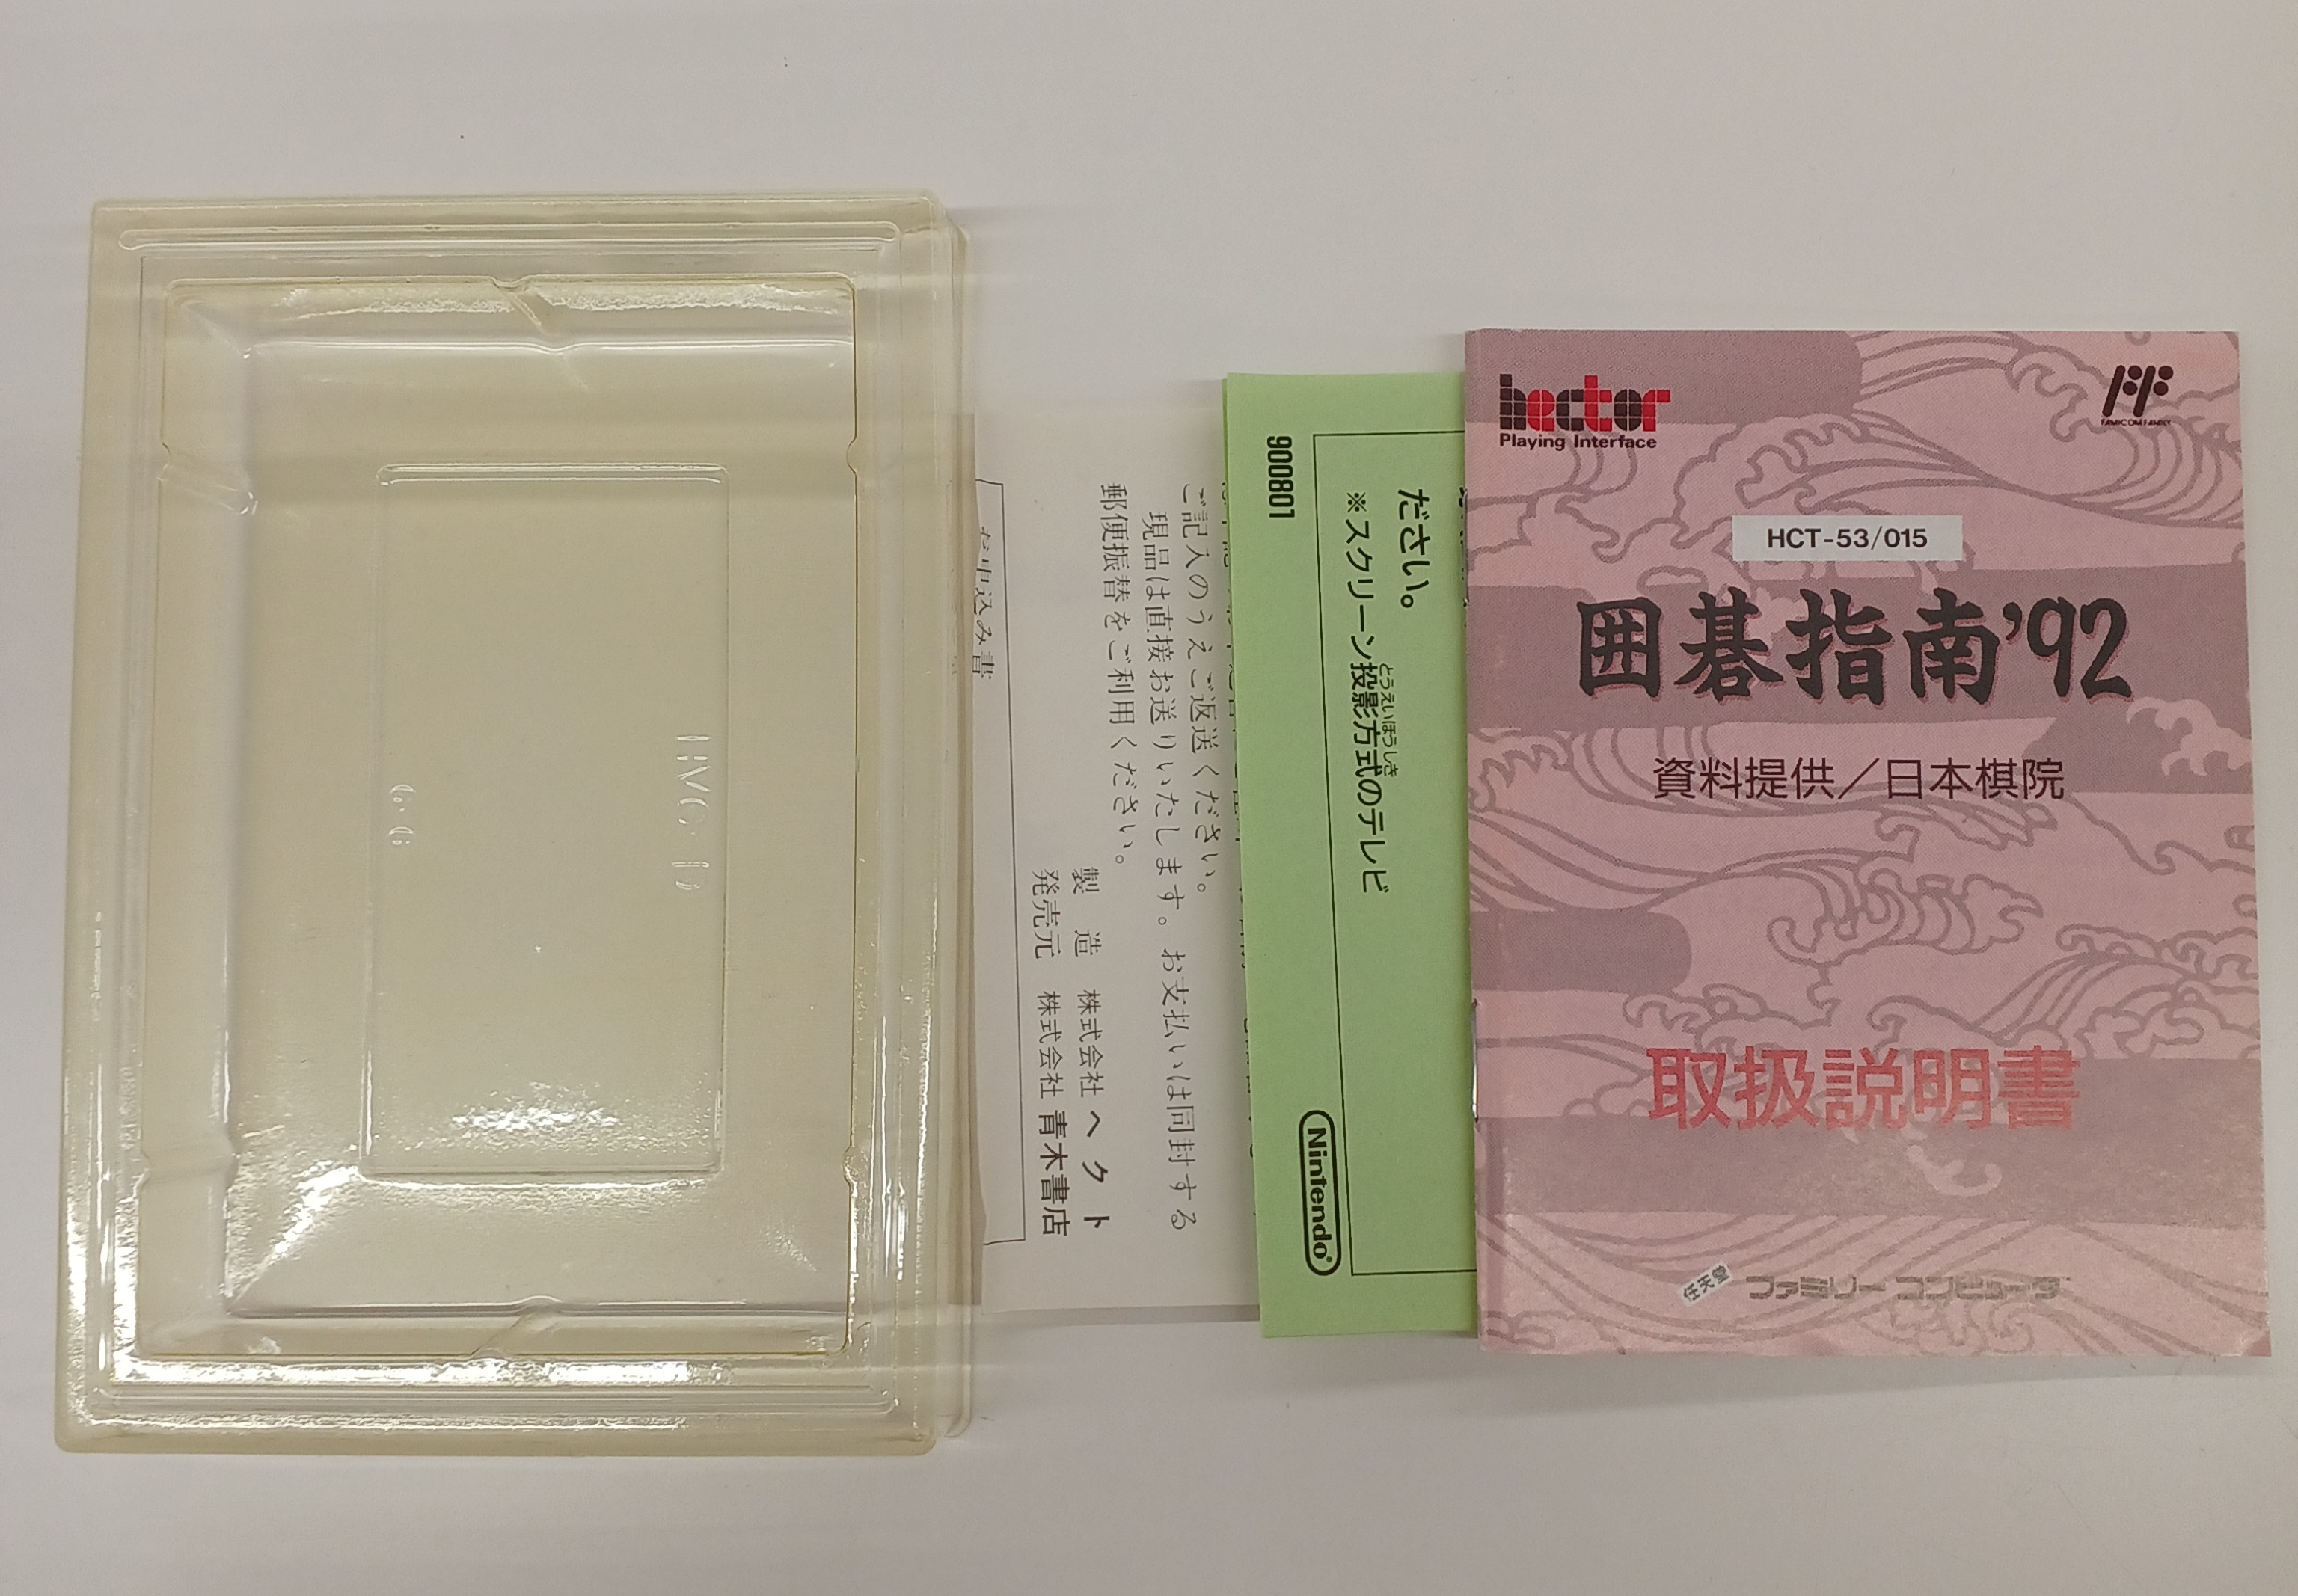 hector
Playing Interface
FAMICOM FAMILY
HCT-53/015
囲碁指南'92
資料提供／日本棋院
取扱説明書
任天堂 ファミリーコンピュータ
ださい。
※スクリーン投影方式のテレビ
とうえいほうしき
900801
Nintendo®
ご記入のうえご返送ください。
現品は直接お送りいたします。お支払いは同封する
郵便振替をご利用ください。
製 造 株式会社 ヘクト
発売元 株式会社 青木書店
お申込み書